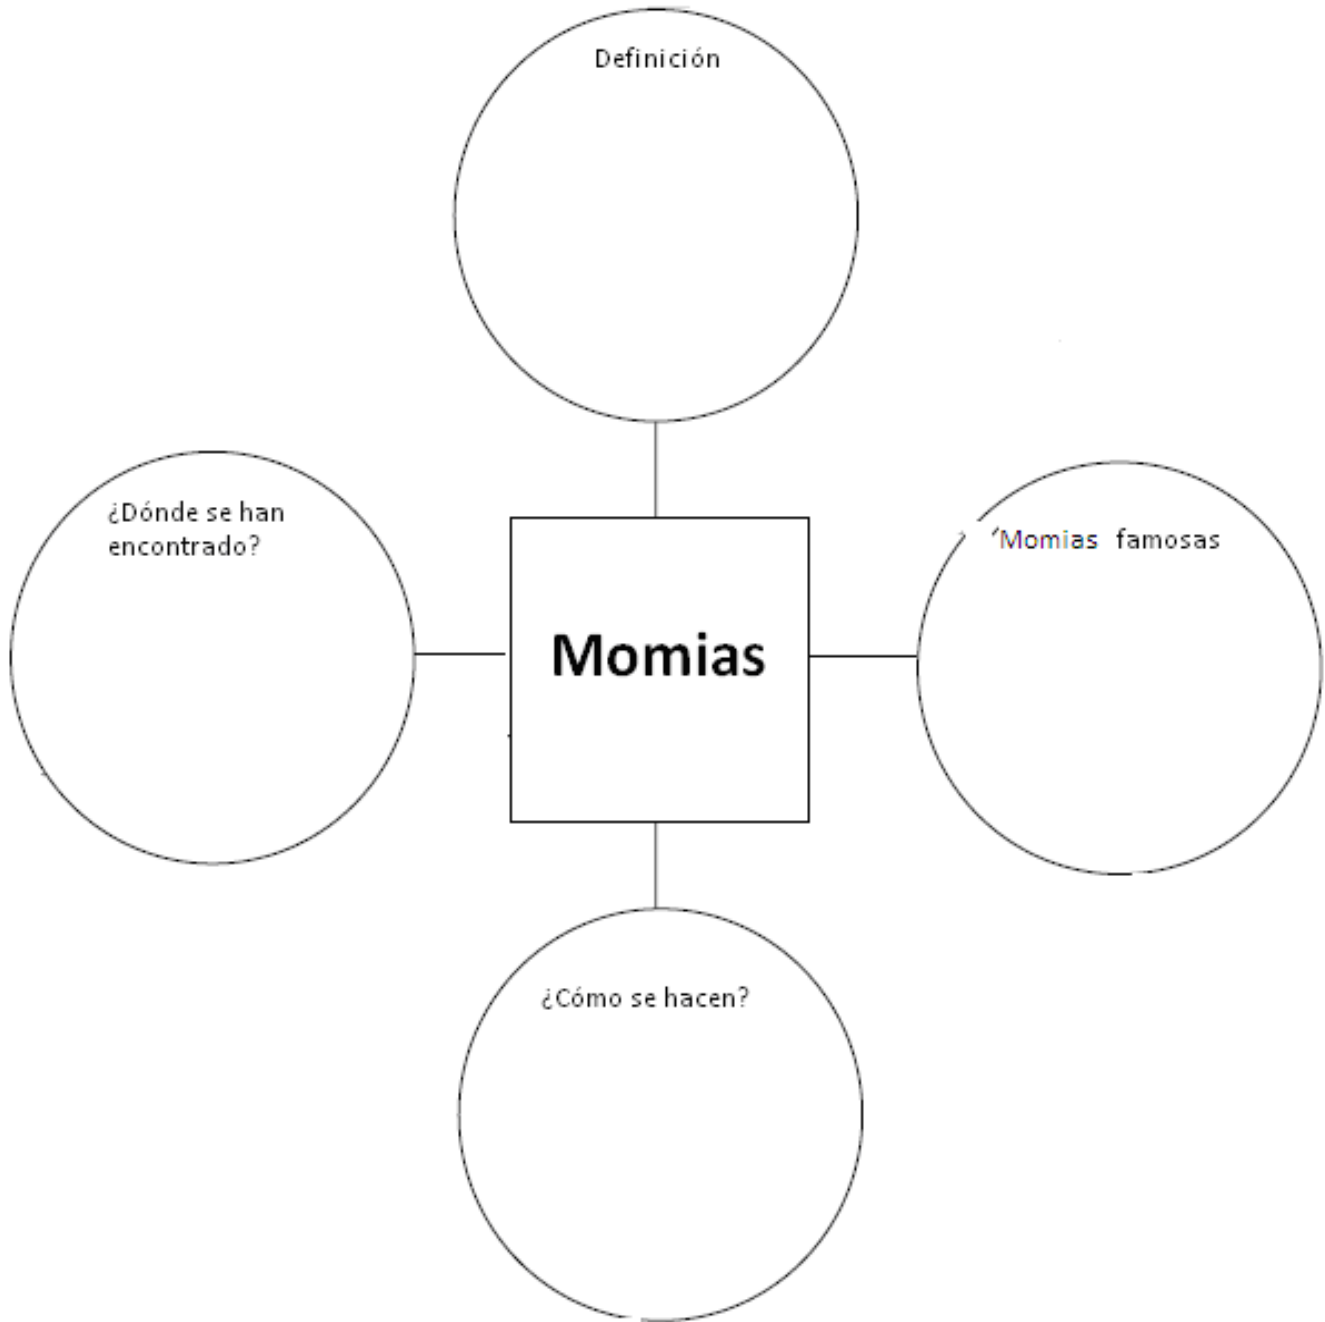 Definición
¿Dónde se han
encontrado?
´Momias famosas
Momias
¿Cómo se hacen?